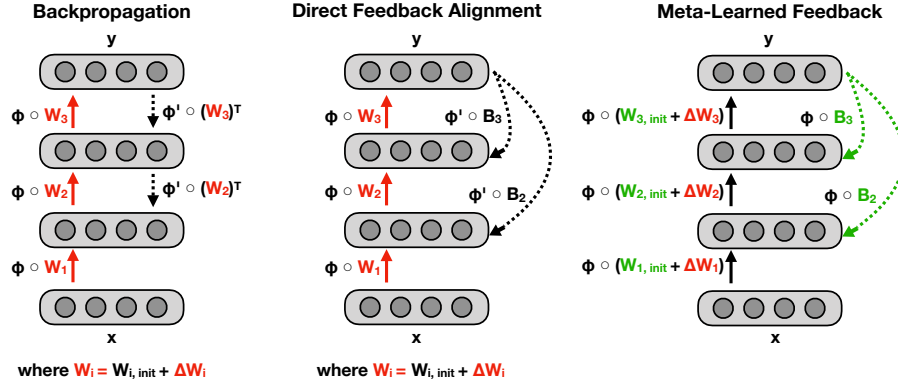 Backpropagation
y
ϕ ○ W₃
ϕ' ○ (W₃)ᵀ
ϕ ○ W₂
ϕ' ○ (W₂)ᵀ
ϕ ○ W₁
x
where Wᵢ = Wᵢ, ᵢₙᵢₜ + ΔWᵢ
Direct Feedback Alignment
y
ϕ ○ W₃
ϕ' ○ B₃
ϕ ○ W₂
ϕ' ○ B₂
ϕ ○ W₁
x
where Wᵢ = Wᵢ, ᵢₙᵢₜ + ΔWᵢ
Meta-Learned Feedback
y
ϕ ○ (W₃, ᵢₙᵢₜ + ΔW₃)
ϕ ○ B₃
ϕ ○ (W₂, ᵢₙᵢₜ + ΔW₂)
ϕ ○ B₂
ϕ ○ (W₁, ᵢₙᵢₜ + ΔW₁)
x